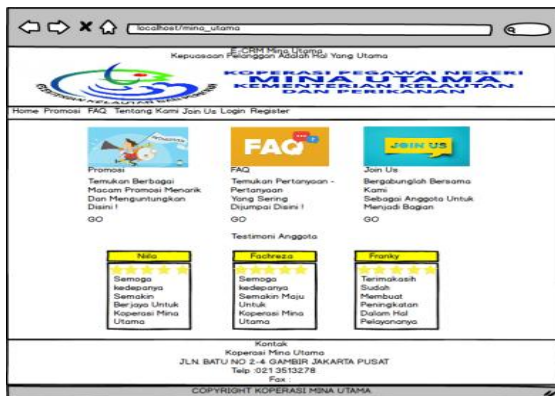 localhost/mina_utama
E-CRM Mina Utama
Kepuasaan Pelanggan Adalah Hal Yang Utama
KOPERASI PEGAWAI NEGERI
MINA UTAMA
KEMENTERIAN KELAUTAN
DAN PERIKANAN
Home Promosi FAQ Tentang Kami Join Us Login Register
FAQ
JOIN US
Promosi
Temukan Berbagai
Macam Promosi Menarik
Dan Menguntungkan
Disini !
GO
FAQ
Temukan Pertanyaan -
Pertanyaan
Yang Sering
Dijumpai Disini !
GO
Join Us
Bergabunglah Bersama
Kami
Sebagai Anggota Untuk
Menjadi Bagian
GO
Testimoni Anggota
Nila
Semoga
kedepanya
Semakin
Berjaya Untuk
Koperasi Mina
Utama
Fachreza
Semoga
kedepanya
Semakin Maju
Untuk
Koperasi Mina
Utama
Franky
Terimakasih
Sudah
Membuat
Peningkatan
Dalam Hal
Pelayananya
Kontak
Koperasi Mina Utama
JLN. BATU NO 2-4 GAMBIR JAKARTA PUSAT
Telp :021 3513278
Fax :
COPYRIGHT KOPERASI MINA UTAMA